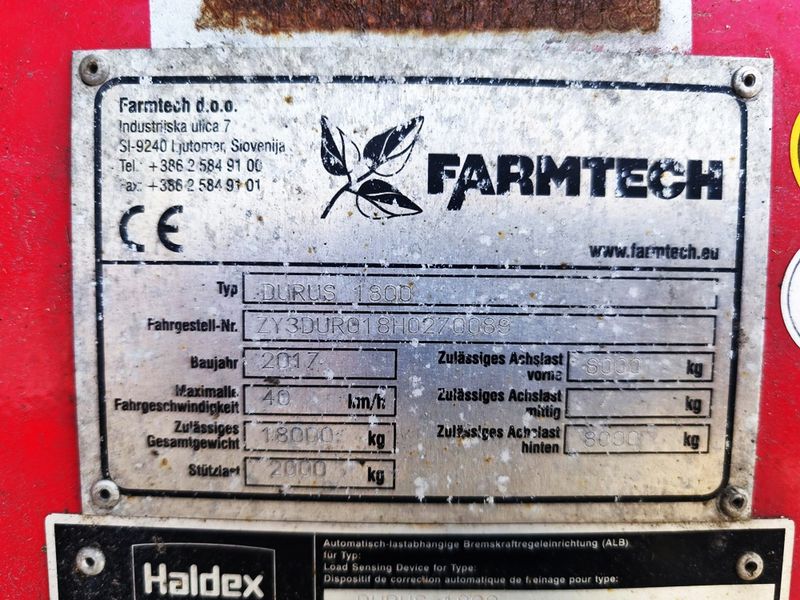 Farmtech d.o.o.
Industrijska ulica 7
SI-9240 Ljutomer, Slovenija
Tel.: +386 2 584 91 00
Fax: +386 2 584 91 01
FARMTECH
CE
www.farmtech.eu
Typ DURUS 1800
Fahrgestell-Nr.
Baujahr 2017
Zulässiges Achslast vorne 8000 kg
Maximalle Fahrgeschwindigkeit 40 km/h
Zulässiges Achslast mittig kg
Zulässiges Gesamtgewicht 18000 kg
Zulässiges Achslast hinten 8000 kg
Stützlast 2000 kg
Haldex
Automatisch-lastabhängige Bremskraftregeleinrichtung (ALB)
für Typ:
Load Sensing Device for Type:
Dispositif de correction automatique de freinage pour type: